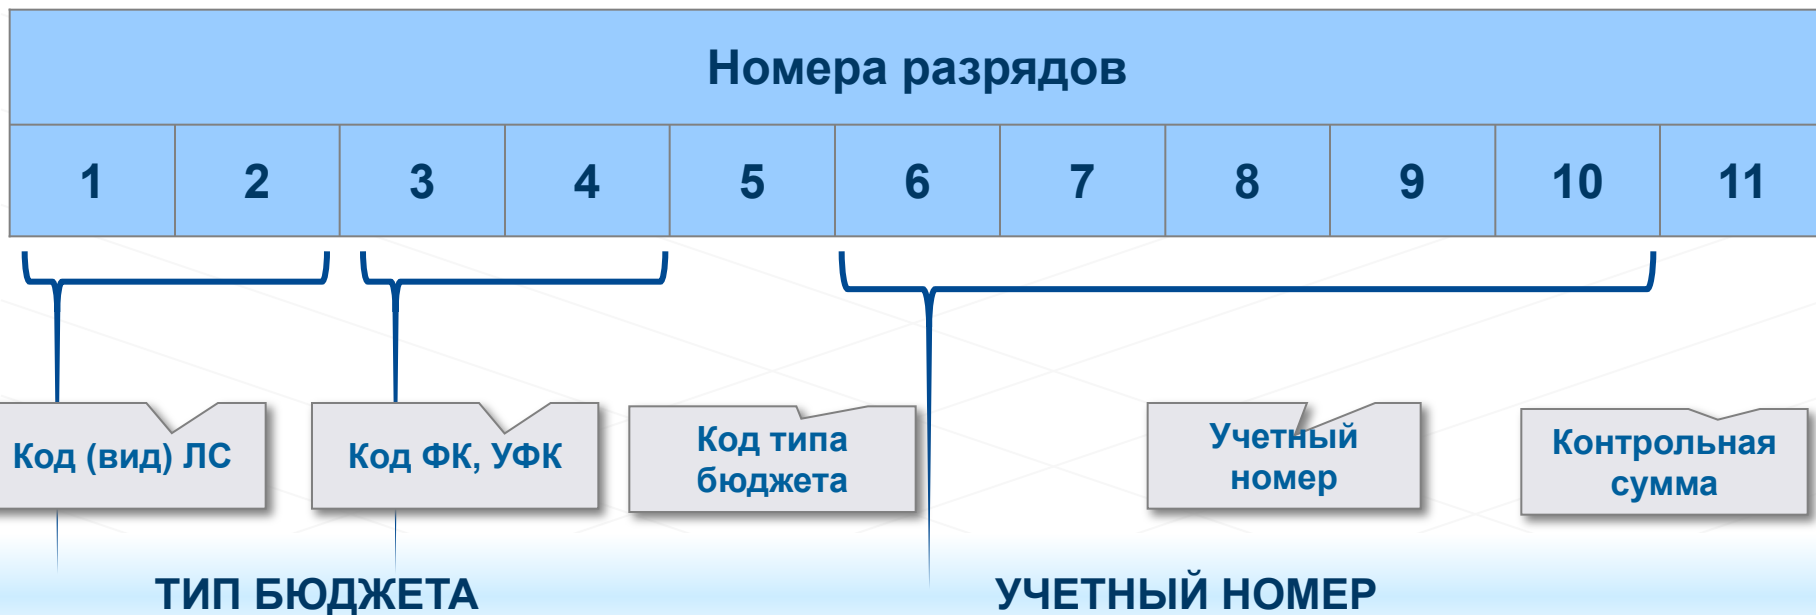 Номера разрядов
1 2 3 4 5 6 7 8 9 10 11
Код (вид) ЛС
Код ФК, УФК
Код типа
бюджета
Учетный
номер
Контрольная
сумма
ТИП БЮДЖЕТА
УЧЕТНЫЙ НОМЕР